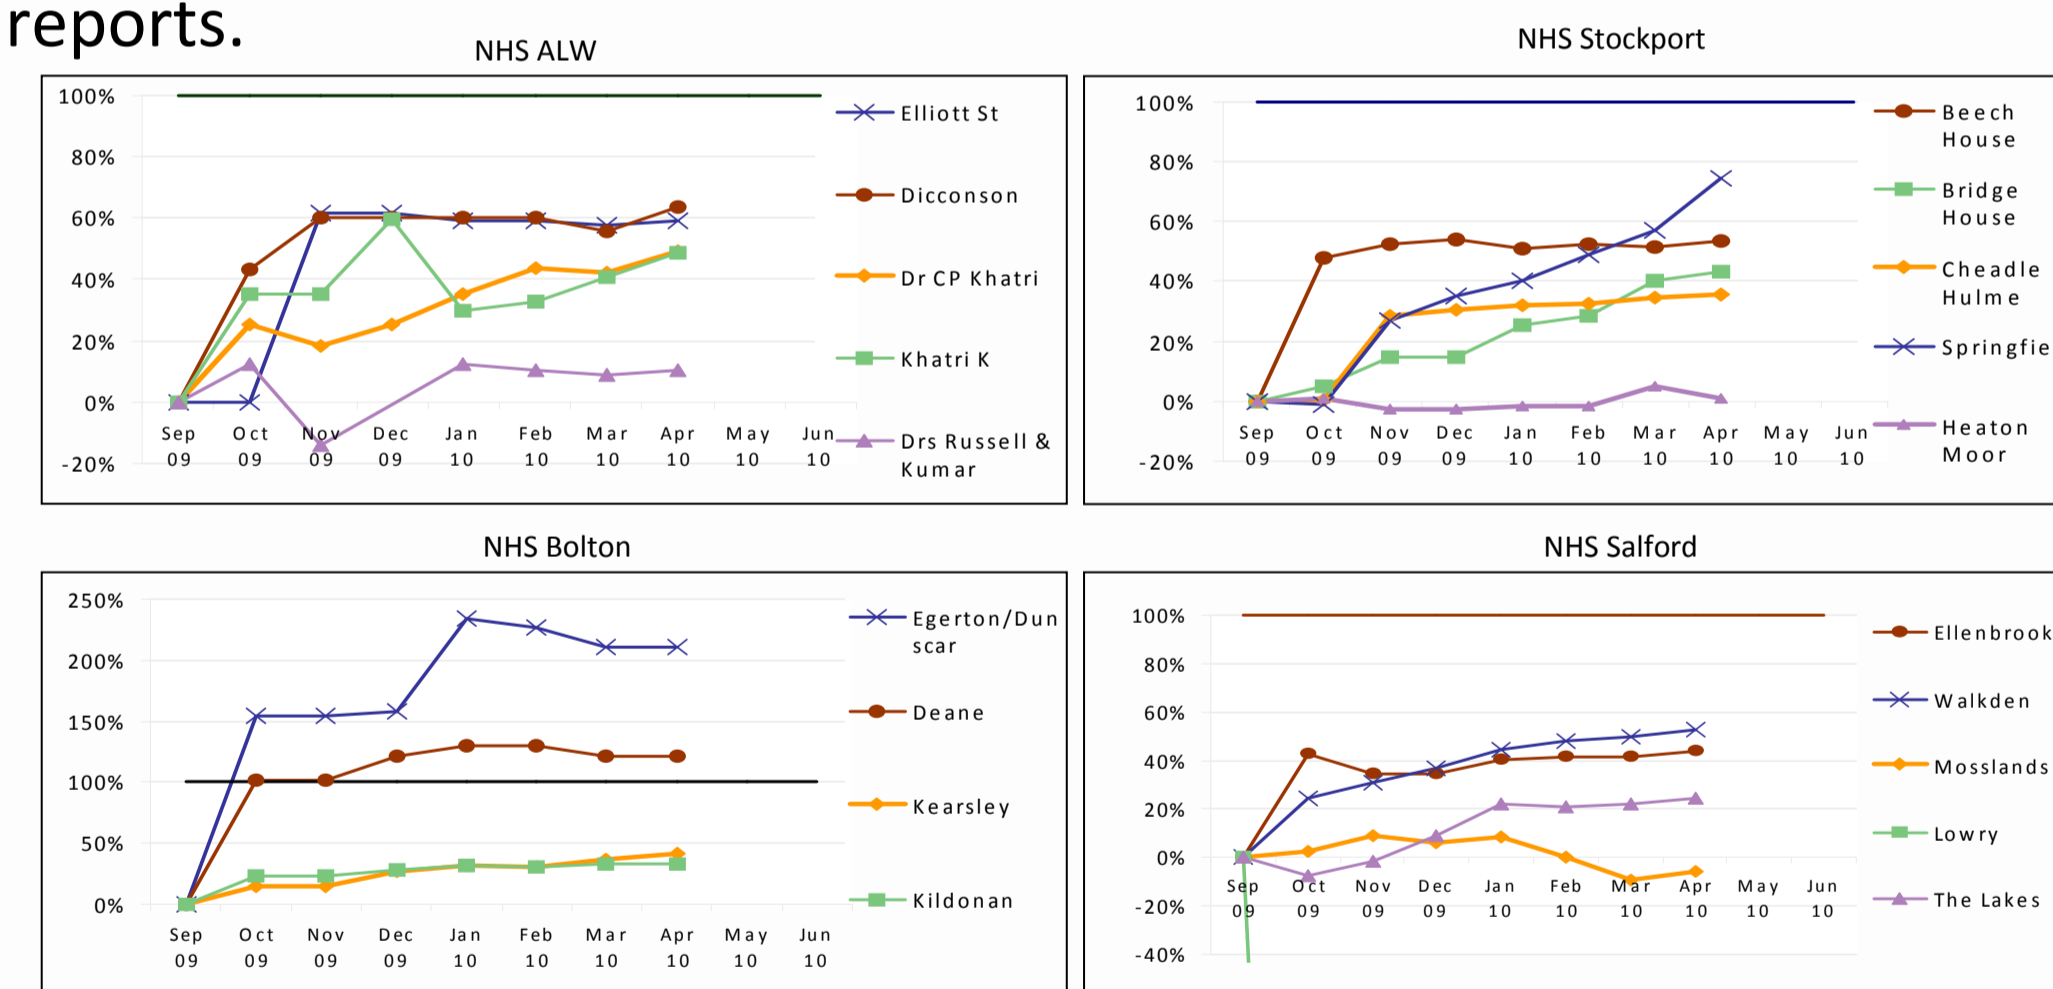 reports.
NHS ALW
100%
80%
60%
40%
20%
0%
-20%
Sep Oct Nov Dec Jan Feb Mar Apr May Jun
09 09 09 09 10 10 10 10 10 10
Elliott St
Dicconson
Dr CP Khatri
Khatri K
Drs Russell &
Kumar
NHS Stockport
100%
80%
60%
40%
20%
0%
-20%
Sep Oct Nov Dec Jan Feb Mar Apr May Jun
09 09 09 09 10 10 10 10 10 10
Beech
House
Bridge
House
Cheadle
Hulme
Springfie
Heaton
Moor
NHS Bolton
250%
200%
150%
100%
50%
0%
Sep Oct Nov Dec Jan Feb Mar Apr May Jun
09 09 09 09 10 10 10 10 10 10
Egerton/Dun
scar
Deane
Kearsley
Kildonan
NHS Salford
100%
80%
60%
40%
20%
0%
-20%
-40%
Sep Oct Nov Dec Jan Feb Mar Apr May Jun
09 09 09 09 10 10 10 10 10 10
Ellenbrook
Walkden
Mosslands
Lowry
The Lakes